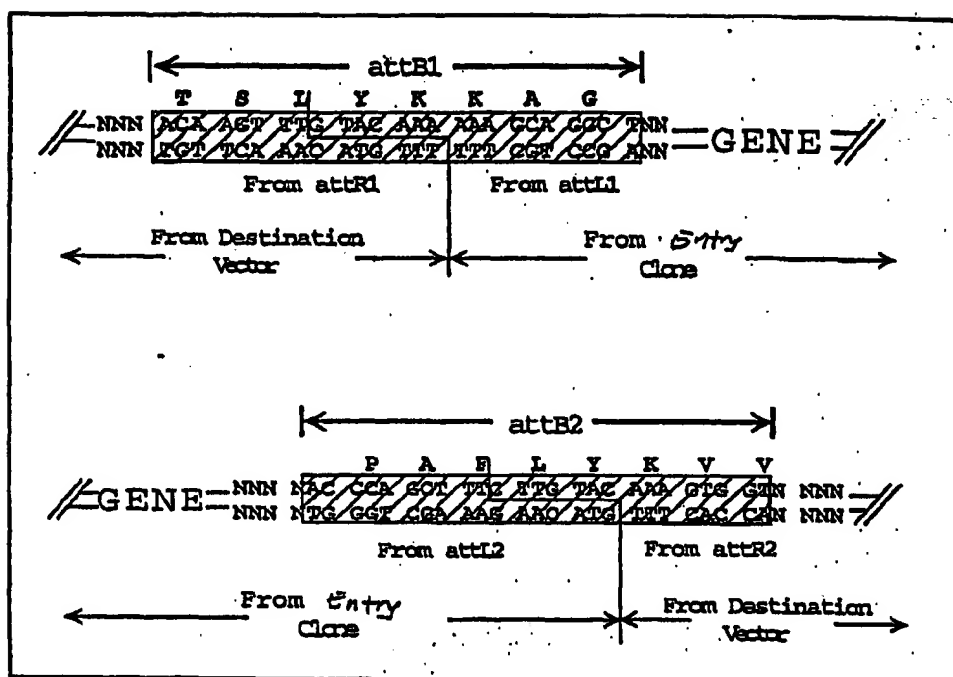 attB1
T S L Y K K A G
NNN ACA AGT TTG TAC AAA AAA GCA GGC TNN GENE
NNN TGT TCA AAC ATG TTT TTT CGT CCG ANN
From attR1 From attL1
From Destination From Entry
Vector Clone
attB2
P A F L Y K V V
GENE NNN NAC CCA GCT TTC TTG TAC AAA GTG GTN NNN
NNN NTG GGT CGA AAG AAC ATG TTT CAC CAN NNN
From attL2 From attR2
From Entry From Destination
Clone Vector